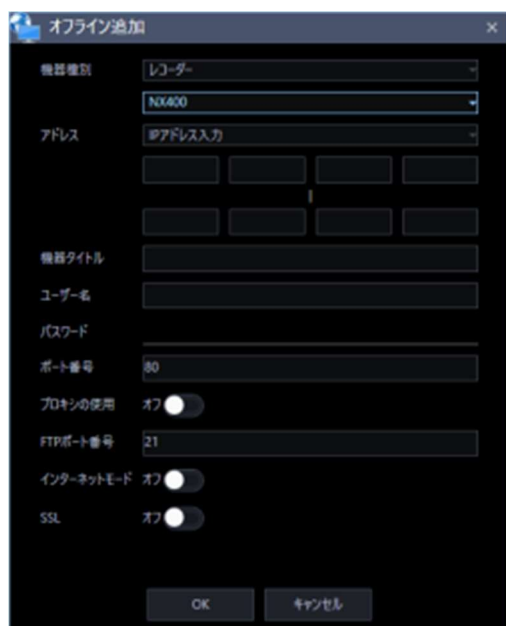 オフライン追加
機器種別 レコーダー
NX400
アドレス IPアドレス入力
機器タイトル
ユーザー名
パスワード
ポート番号 80
プロキシの使用 オフ
FTPポート番号 21
インターネットモード オフ
SSL オフ
OK キャンセル